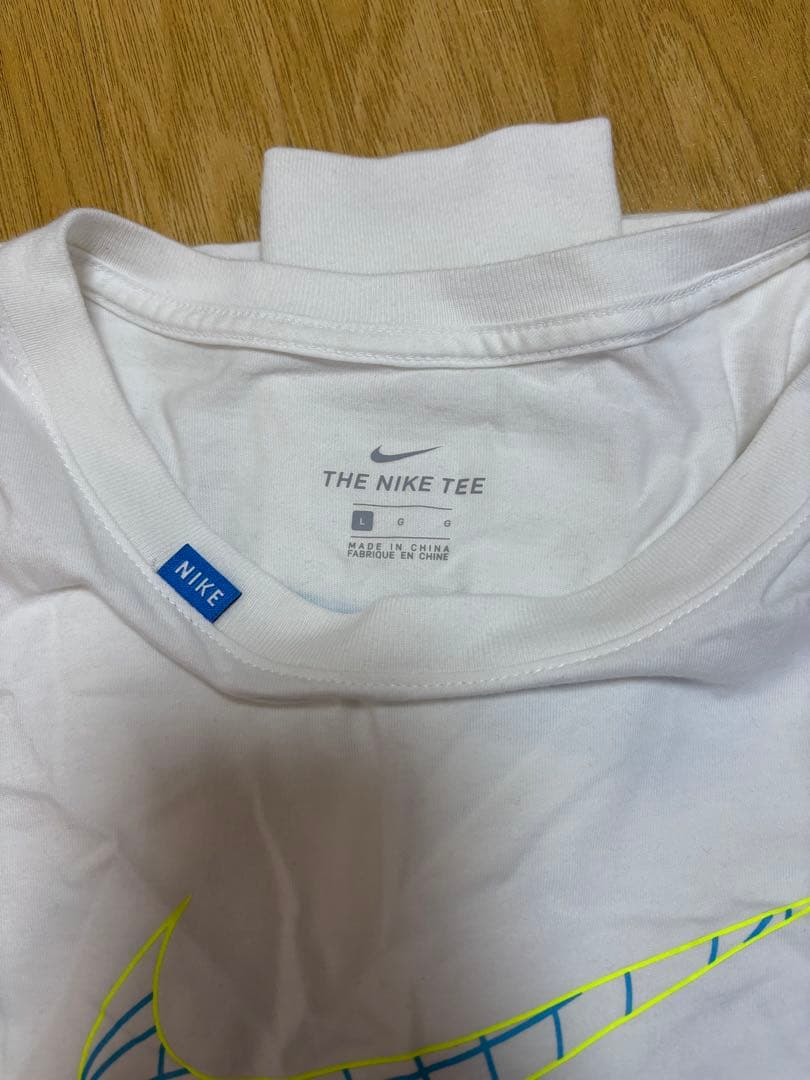 THE NIKE TEE
L G G
MADE IN CHINA
FABRIQUE EN CHINE
NIKE